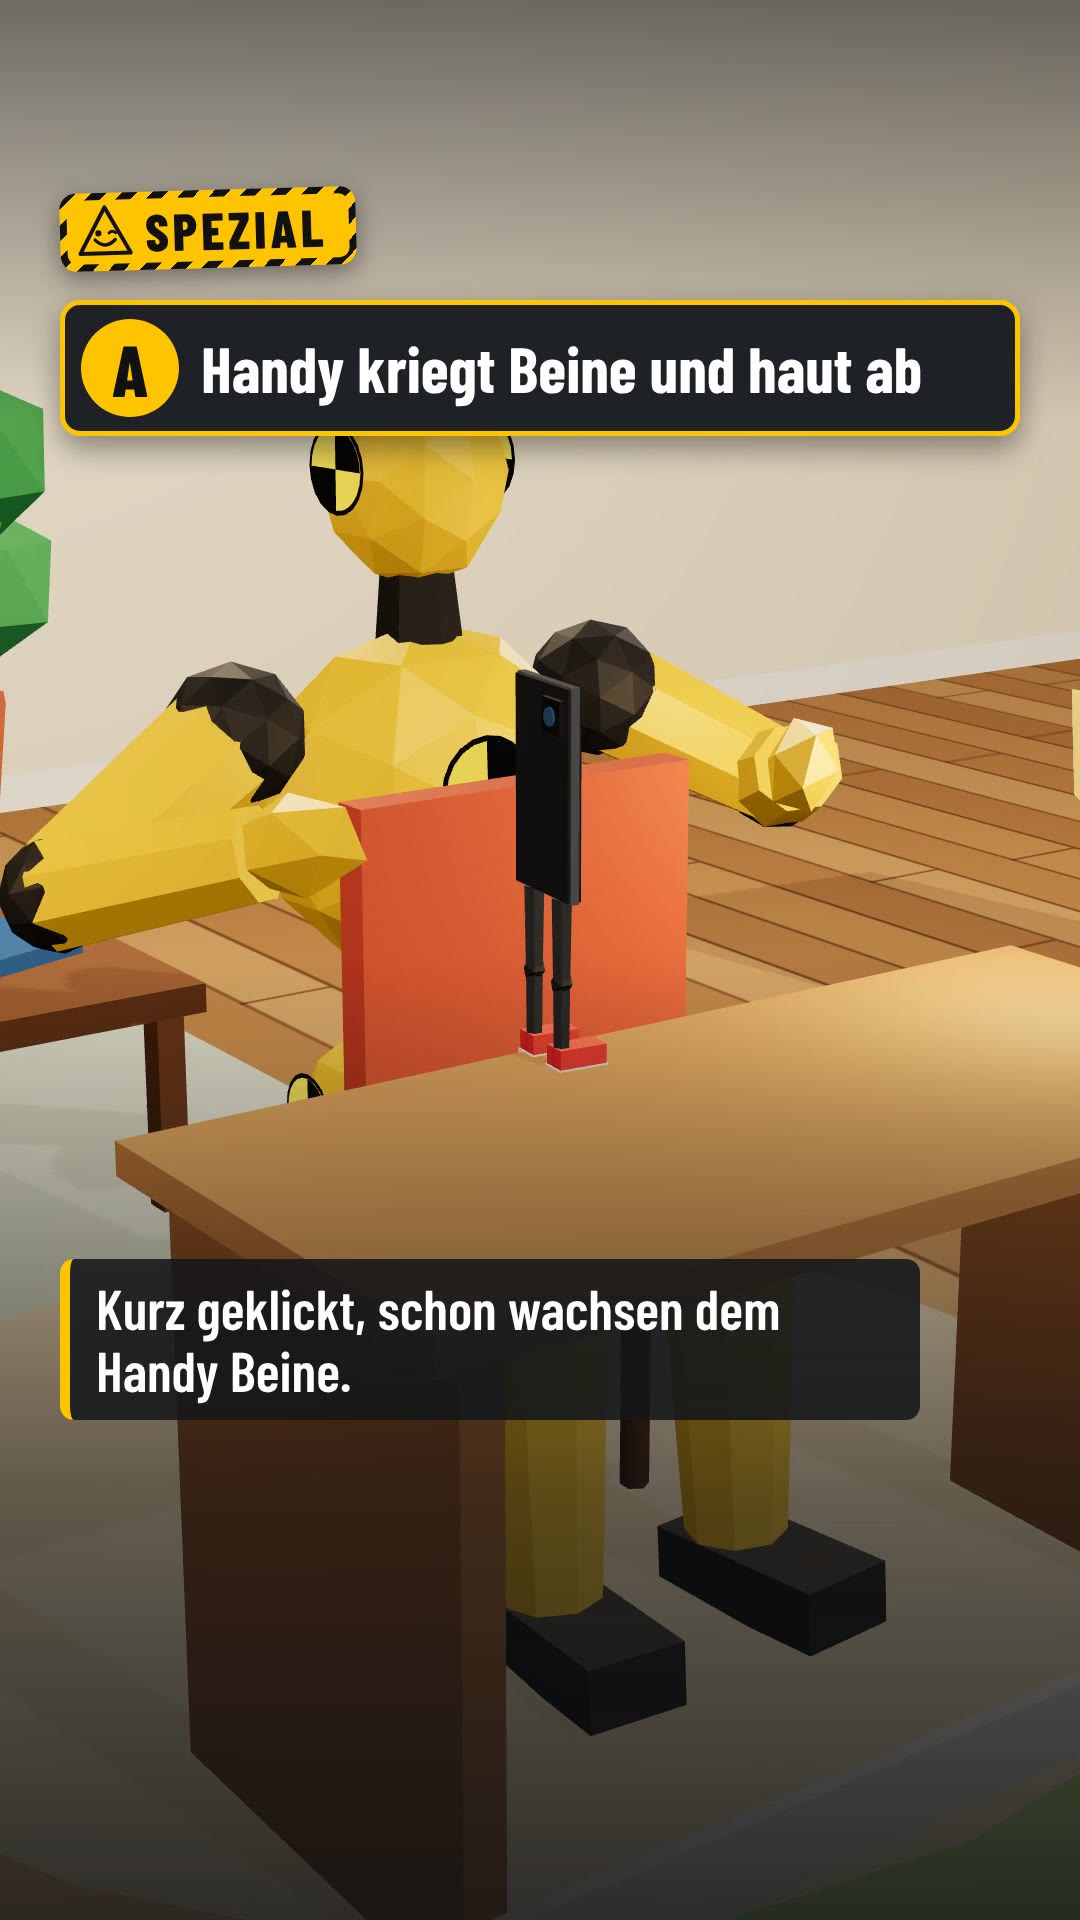 SPEZIAL
A Handy kriegt Beine und haut ab
Kurz geklickt, schon wachsen dem
Handy Beine.